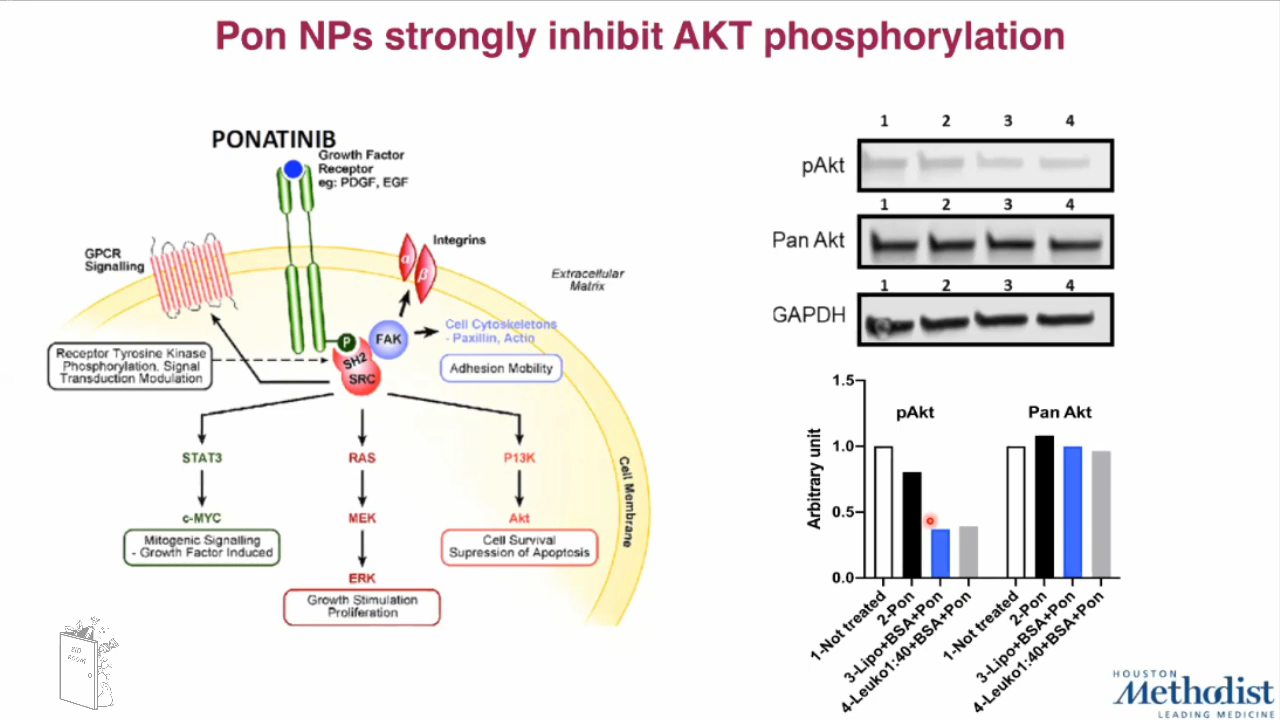 Pon NPs strongly inhibit AKT phosphorylation
PONATINIB
Growth Factor
Receptor
eg: PDGF, EGF
GPCR
Signalling
Integrins
α
β
Extracellular
Matrix
Cell Cytoskeletons
- Paxillin, Actin
FAK
P
SH2
SRC
Receptor Tyrosine Kinase
Phosphorylation. Signal
Transduction Modulation
Adhesion Mobility
STAT3
RAS
P13K
c-MYC
MEK
Akt
Mitogenic Signalling
- Growth Factor Induced
Cell Survival
Supression of Apoptosis
ERK
Growth Stimulation
Proliferation
Cell Membrane
1 2 3 4
pAkt
1 2 3 4
Pan Akt
1 2 3 4
GAPDH
1.5
1.0
0.5
0.0
Arbitrary unit
pAkt
Pan Akt
1-Not treated
2-Pon
3-Lipo+BSA+Pon
4-Leuko1:40+BSA+Pon
1-Not treated
2-Pon
3-Lipo+BSA+Pon
4-Leuko1:40+BSA+Pon
HOUSTON
Methodist
LEADING MEDICINE